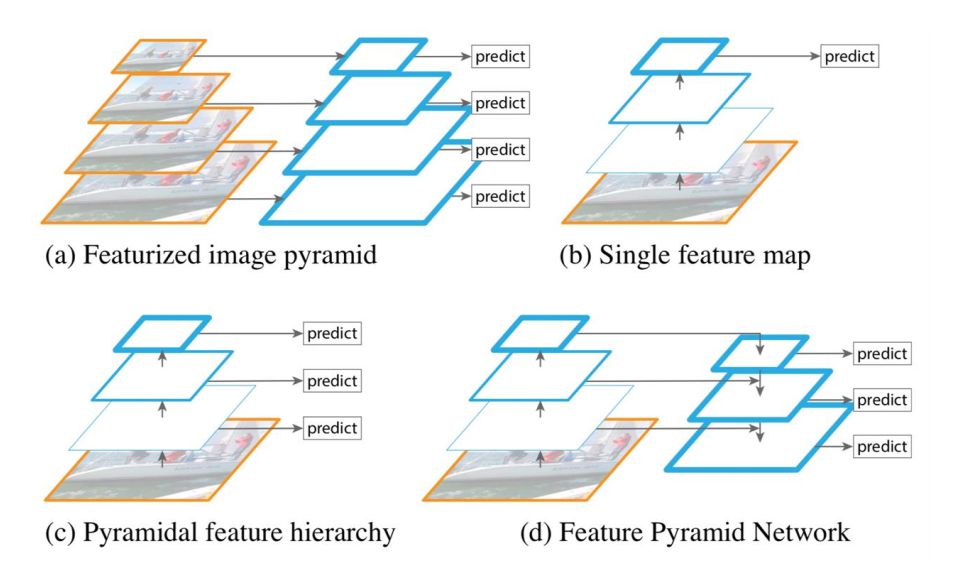 predict
predict
predict
predict
(a) Featurized image pyramid
predict
(b) Single feature map
predict
predict
predict
(c) Pyramidal feature hierarchy
predict
predict
predict
(d) Feature Pyramid Network